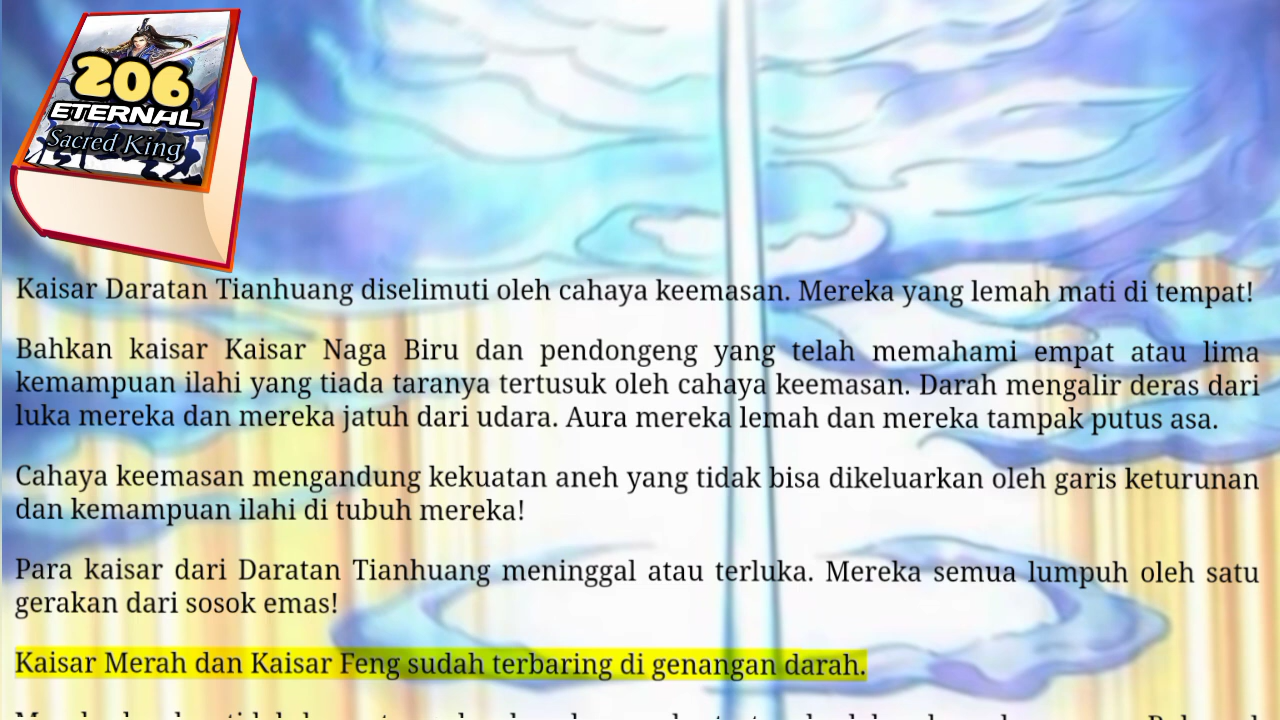 206
ETERNAL
Sacred King
Kaisar Daratan Tianhuang diselimuti oleh cahaya keemasan. Mereka yang lemah mati di tempat!
Bahkan kaisar Kaisar Naga Biru dan pendongeng yang telah memahami empat atau lima
kemampuan ilahi yang tiada taranya tertusuk oleh cahaya keemasan. Darah mengalir deras dari
luka mereka dan mereka jatuh dari udara. Aura mereka lemah dan mereka tampak putus asa.
Cahaya keemasan mengandung kekuatan aneh yang tidak bisa dikeluarkan oleh garis keturunan
dan kemampuan ilahi di tubuh mereka!
Para kaisar dari Daratan Tianhuang meninggal atau terluka. Mereka semua lumpuh oleh satu
gerakan dari sosok emas!
Kaisar Merah dan Kaisar Feng sudah terbaring di genangan darah.